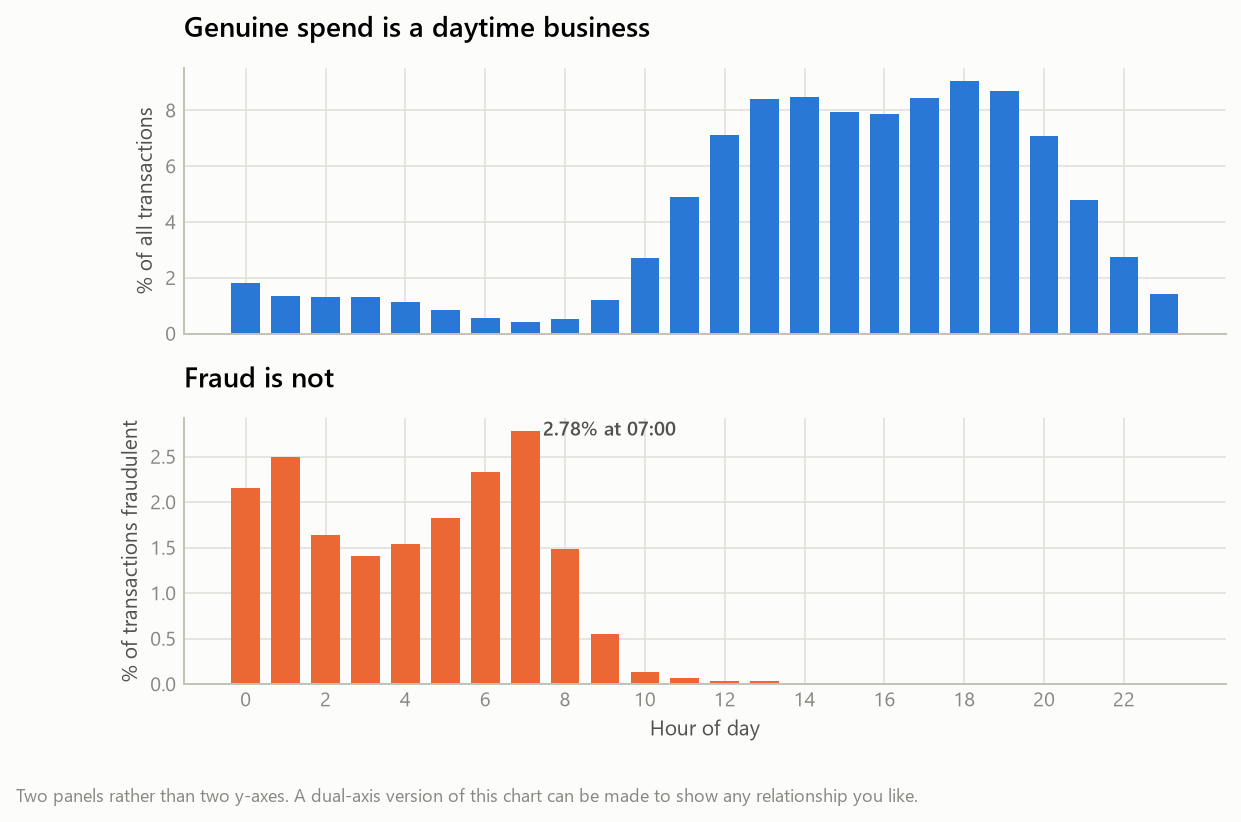 Genuine spend is a daytime business
% of all transactions
8
6
4
2
0
Fraud is not
% of transactions fraudulent
2.78% at 07:00
2.5
2.0
1.5
1.0
0.5
0.0
0 2 4 6 8 10 12 14 16 18 20 22
Hour of day
Two panels rather than two y-axes. A dual-axis version of this chart can be made to show any relationship you like.